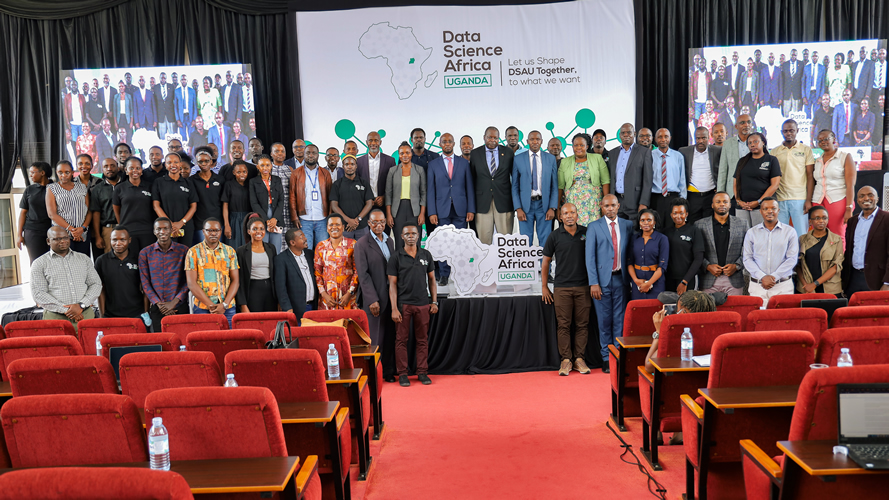 Data
Science
Africa
UGANDA
Let us Shape
DSAU Together,
to what we want
Data
Science
Africa
UGANDA